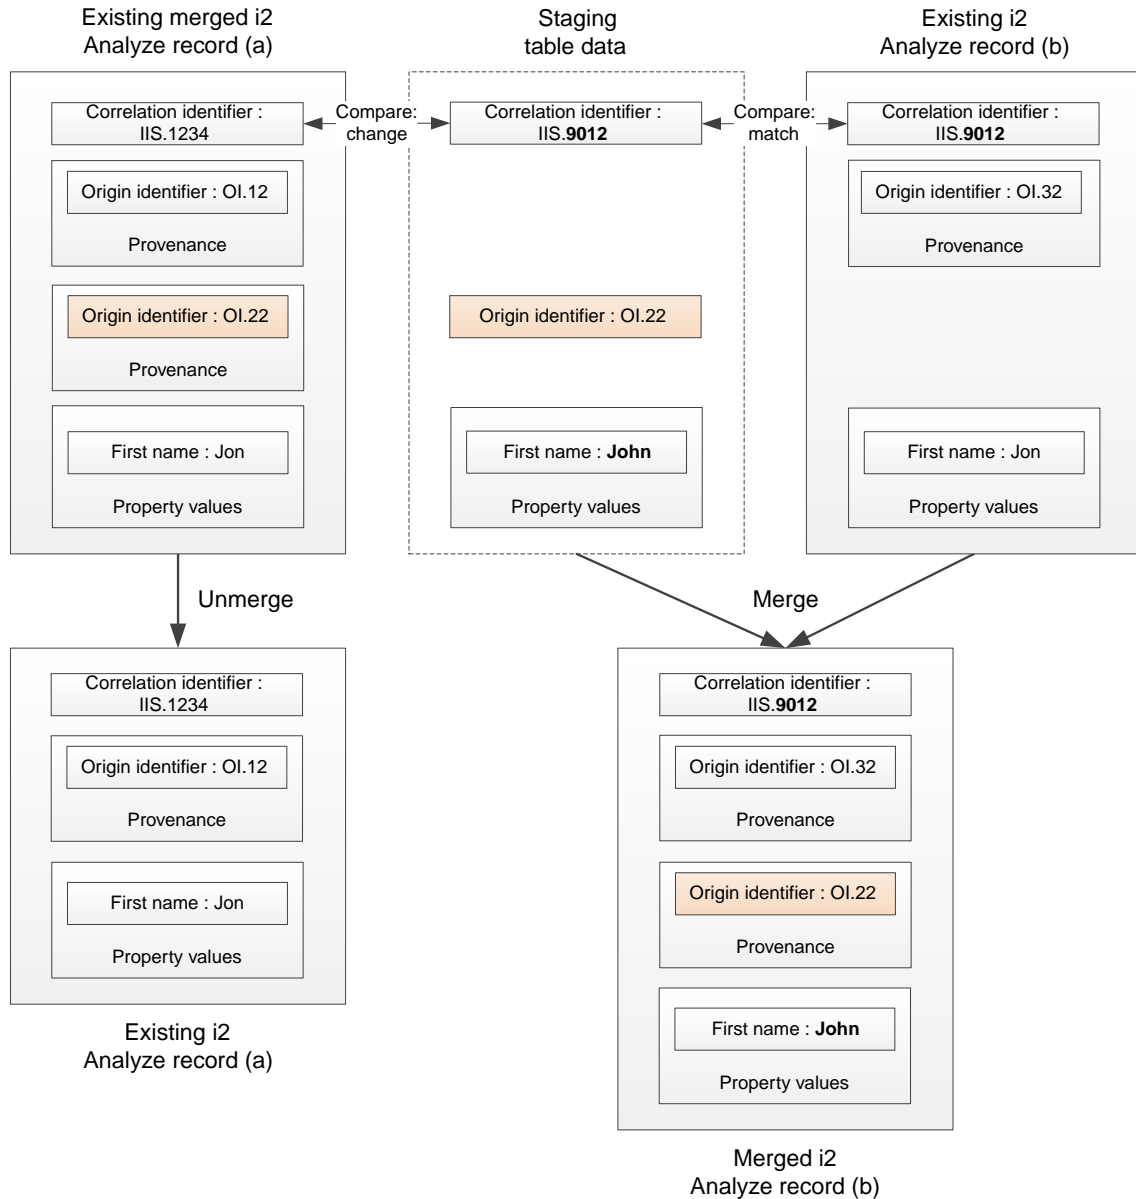 Existing merged i2
Analyze record (a)
Staging
table data
Existing i2
Analyze record (b)
Correlation identifier :
IIS.1234
Compare:
change
Correlation identifier :
IIS.9012
Compare:
match
Correlation identifier :
IIS.9012
Origin identifier : OI.12
Provenance
Origin identifier : OI.32
Provenance
Origin identifier : OI.22
Provenance
Origin identifier : OI.22
First name : Jon
Property values
First name : John
Property values
First name : Jon
Property values
Unmerge
Merge
Correlation identifier :
IIS.1234
Origin identifier : OI.12
Provenance
First name : Jon
Property values
Existing i2
Analyze record (a)
Correlation identifier :
IIS.9012
Origin identifier : OI.32
Provenance
Origin identifier : OI.22
Provenance
First name : John
Property values
Merged i2
Analyze record (b)